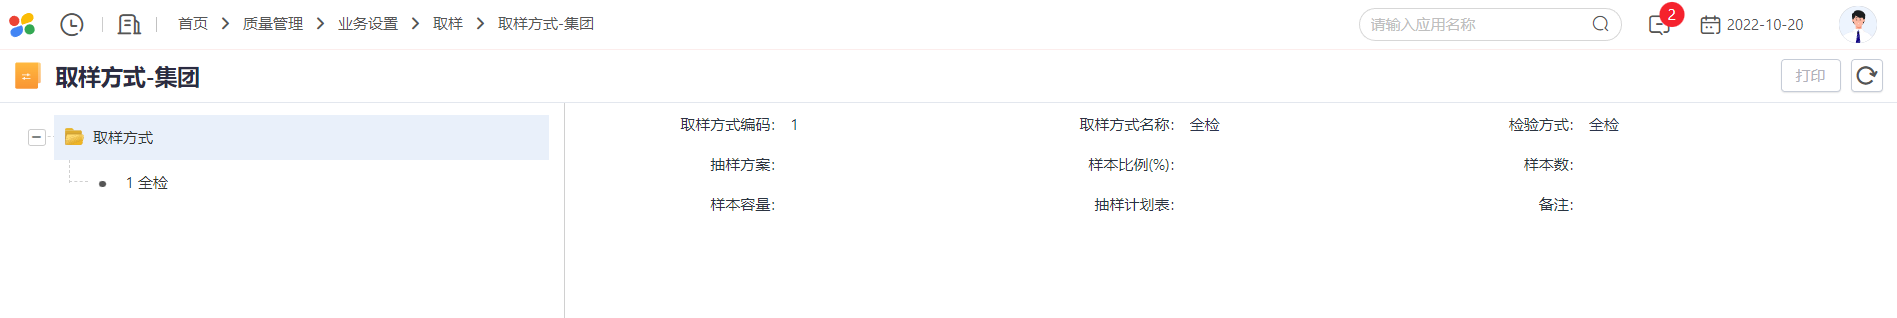 首页 > 质量管理 > 业务设置 > 取样 > 取样方式-集团 请输入应用名称 2 2022-10-20
取样方式-集团 打印
取样方式
1 全检
取样方式编码: 1 取样方式名称: 全检 检验方式: 全检
抽样方案: 样本比例(%): 样本数:
样本容量: 抽样计划表: 备注: